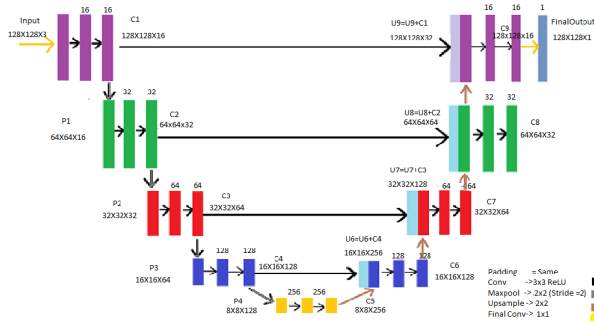 Input
128X128X3
16
16
C1
128X128X16
U9=U9+C1
128X128X32
16
C9
128x128x16
16
1
FinalOutput
128X128X1
P1
64X64X16
32
32
C2
64x64x32
U8=U8+C2
64X64X64
32
32
C8
64X64X32
P2
32X32X32
64
64
C3
32X32X64
U7=U7+C3
32X32X128
64
64
C7
32X32X64
P3
16X16X64
128
128
C4
16X16X128
U6=U6+C4
16X16X256
128
128
C6
16X16X128
P4
8X8X128
256
256
C5
8X8X256
Padding = Same
Conv ->3x3 ReLU
Maxpool -> 2x2 (Stride =2)
Upsample -> 2x2
Final Conv-> 1x1